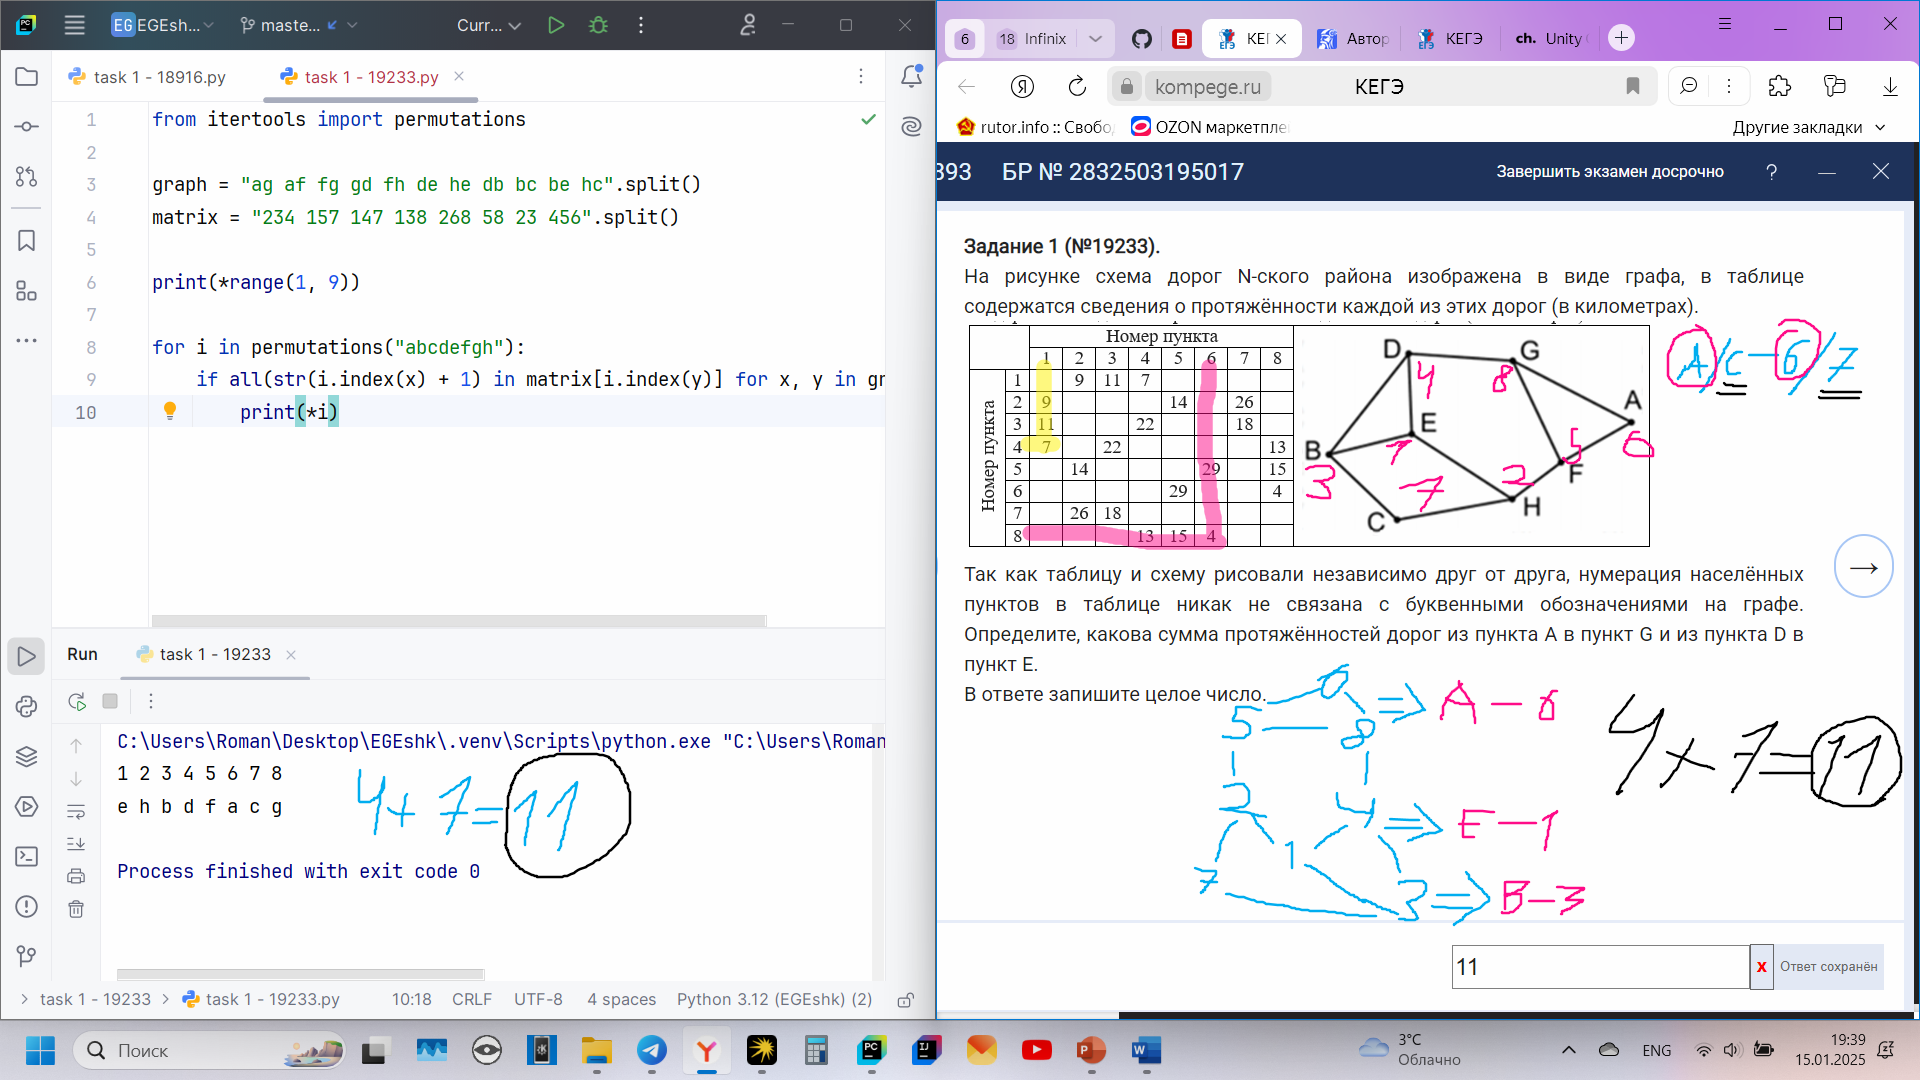 EG EGEsh...
maste...
Curr...
task 1 - 18916.py
task 1 - 19233.py
1 from itertools import permutations
2
3 graph = "ag af fg gd fh de he db bc be hc".split()
4 matrix = "234 157 147 138 268 58 23 456".split()
5
6 print(*range(1, 9))
7
8 for i in permutations("abcdefgh"):
9 if all(str(i.index(x) + 1) in matrix[i.index(y)] for x, y in gr
10 print(*i)
Run
task 1 - 19233
C:\Users\Roman\Desktop\EGEshk\.venv\Scripts\python.exe "C:\Users\Roman
1 2 3 4 5 6 7 8
e h b d f a c g
4+7=11
Process finished with exit code 0
task 1 - 19233
task 1 - 19233.py
10:18
CRLF
UTF-8
4 spaces
Python 3.12 (EGEshk) (2)
6
18 Infinix
КЕГ
Автор
КЕГЭ
ch. Unity
kompege.ru
КЕГЭ
rutor.info :: Свобо
OZON маркетпле
Другие закладки
393
БР № 2832503195017
Завершить экзамен досрочно
?
Задание 1 (№19233).
На рисунке схема дорог N-ского района изображена в виде графа, в таблице
содержатся сведения о протяжённости каждой из этих дорог (в километрах).
Номер пункта
1 2 3 4 5 6 7 8
Номер пункта
1 9 11 7
2 9 14 26
3 11 22 18
4 7 22 13
5 14 29 15
6 29 4
7 26 18
8 13 15 4
D
G
A
E
B
F
C
H
4
8
6
1
5
3
7
2
A/C-6/7
Так как таблицу и схему рисовали независимо друг от друга, нумерация населённых
пунктов в таблице никак не связана с буквенными обозначениями на графе.
Определите, какова сумма протяжённостей дорог из пункта A в пункт G и из пункта D в
пункт E.
В ответе запишите целое число.
6
5 8
2 4
1
7 3
⇒ A-6
⇒ E-1
⇒ B-3
4+7=11
11
x
Ответ сохранён
Поиск
3°C
Облачно
ENG
19:39
15.01.2025